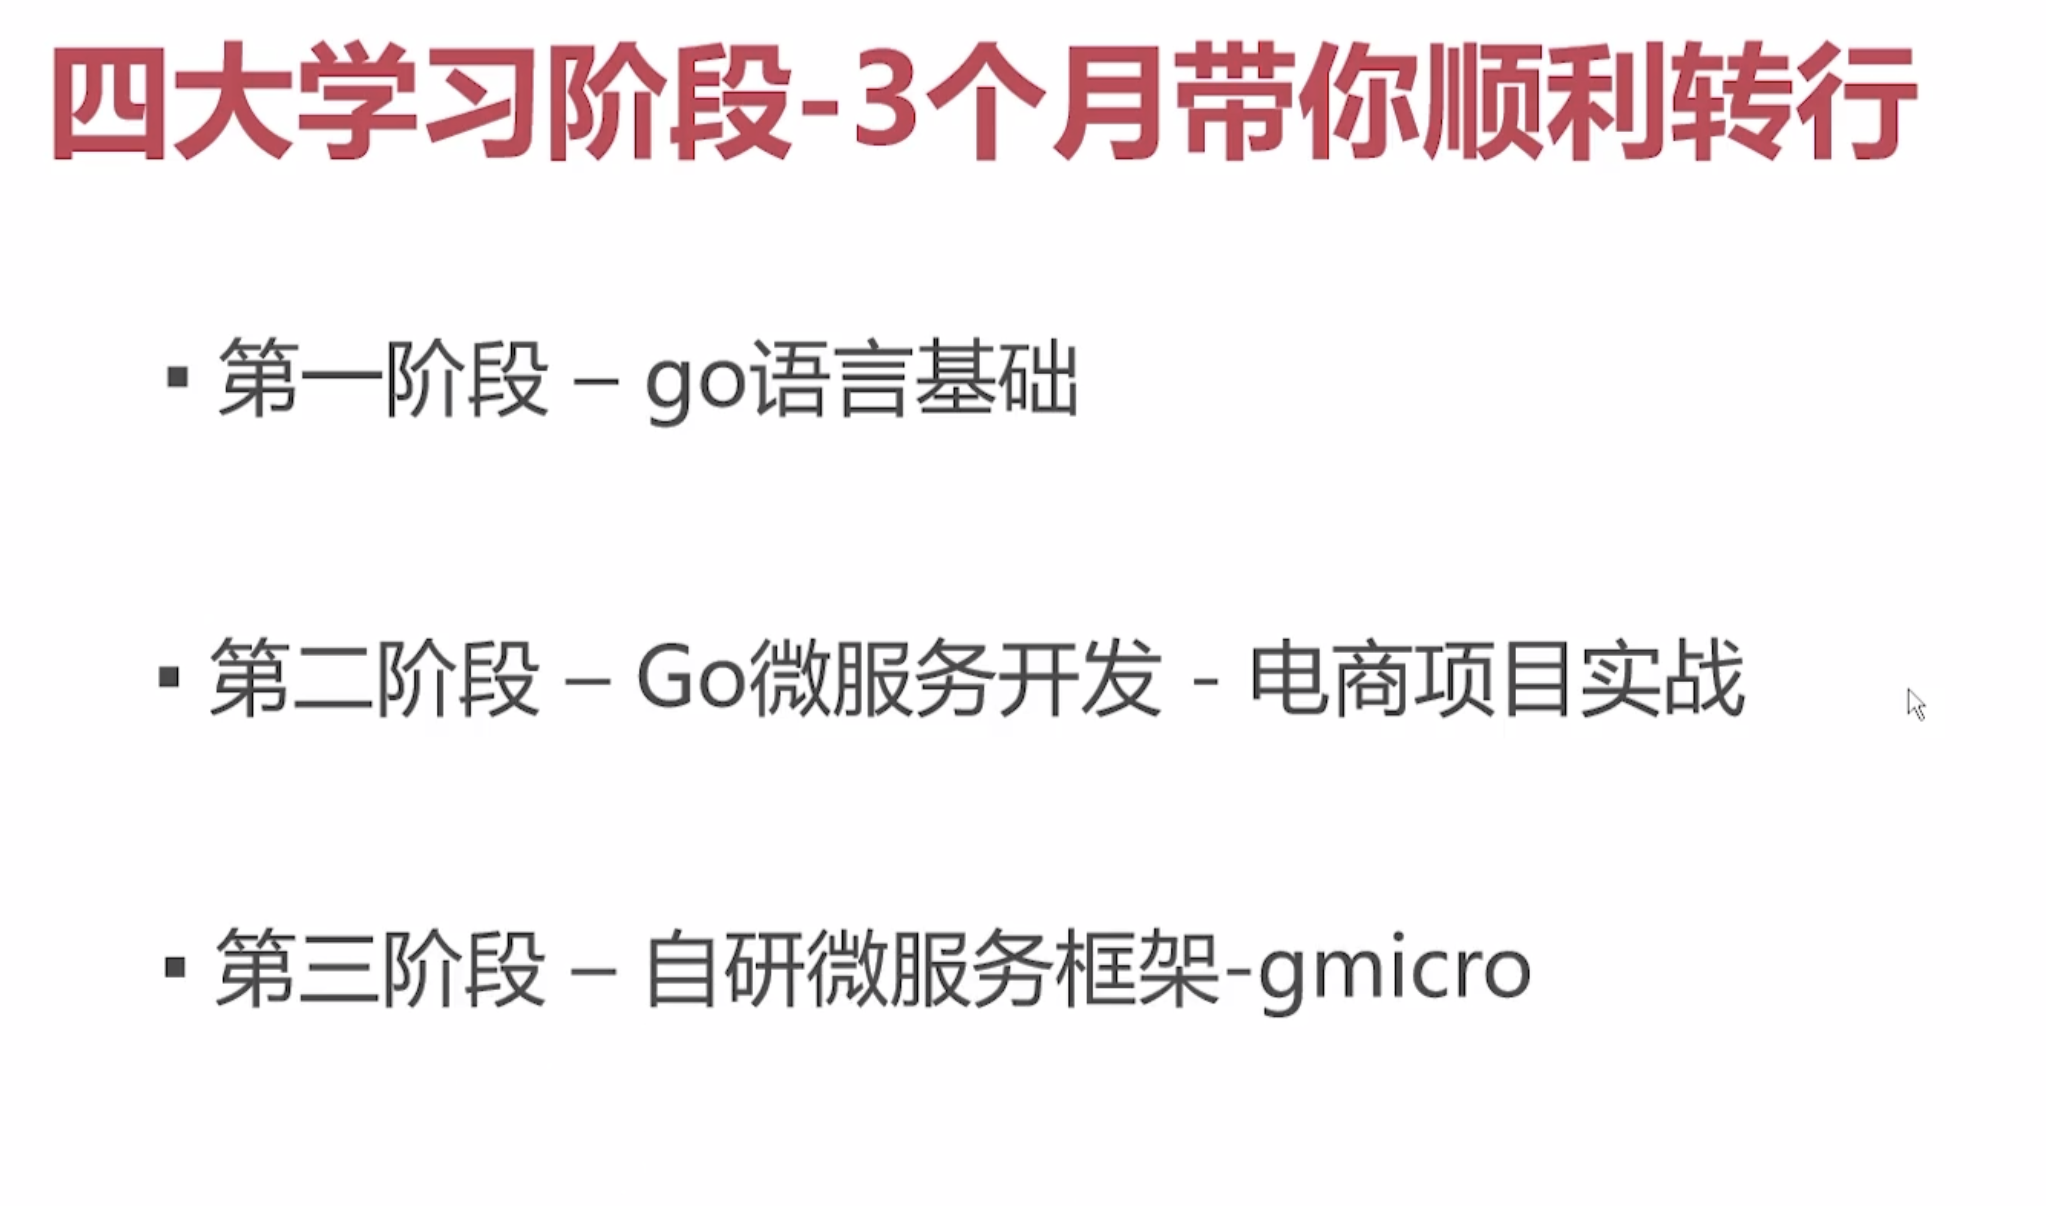 四大学习阶段-3个月带你顺利转行
▪ 第一阶段 – go语言基础
▪ 第二阶段 – Go微服务开发 - 电商项目实战
▪ 第三阶段 – 自研微服务框架-gmicro